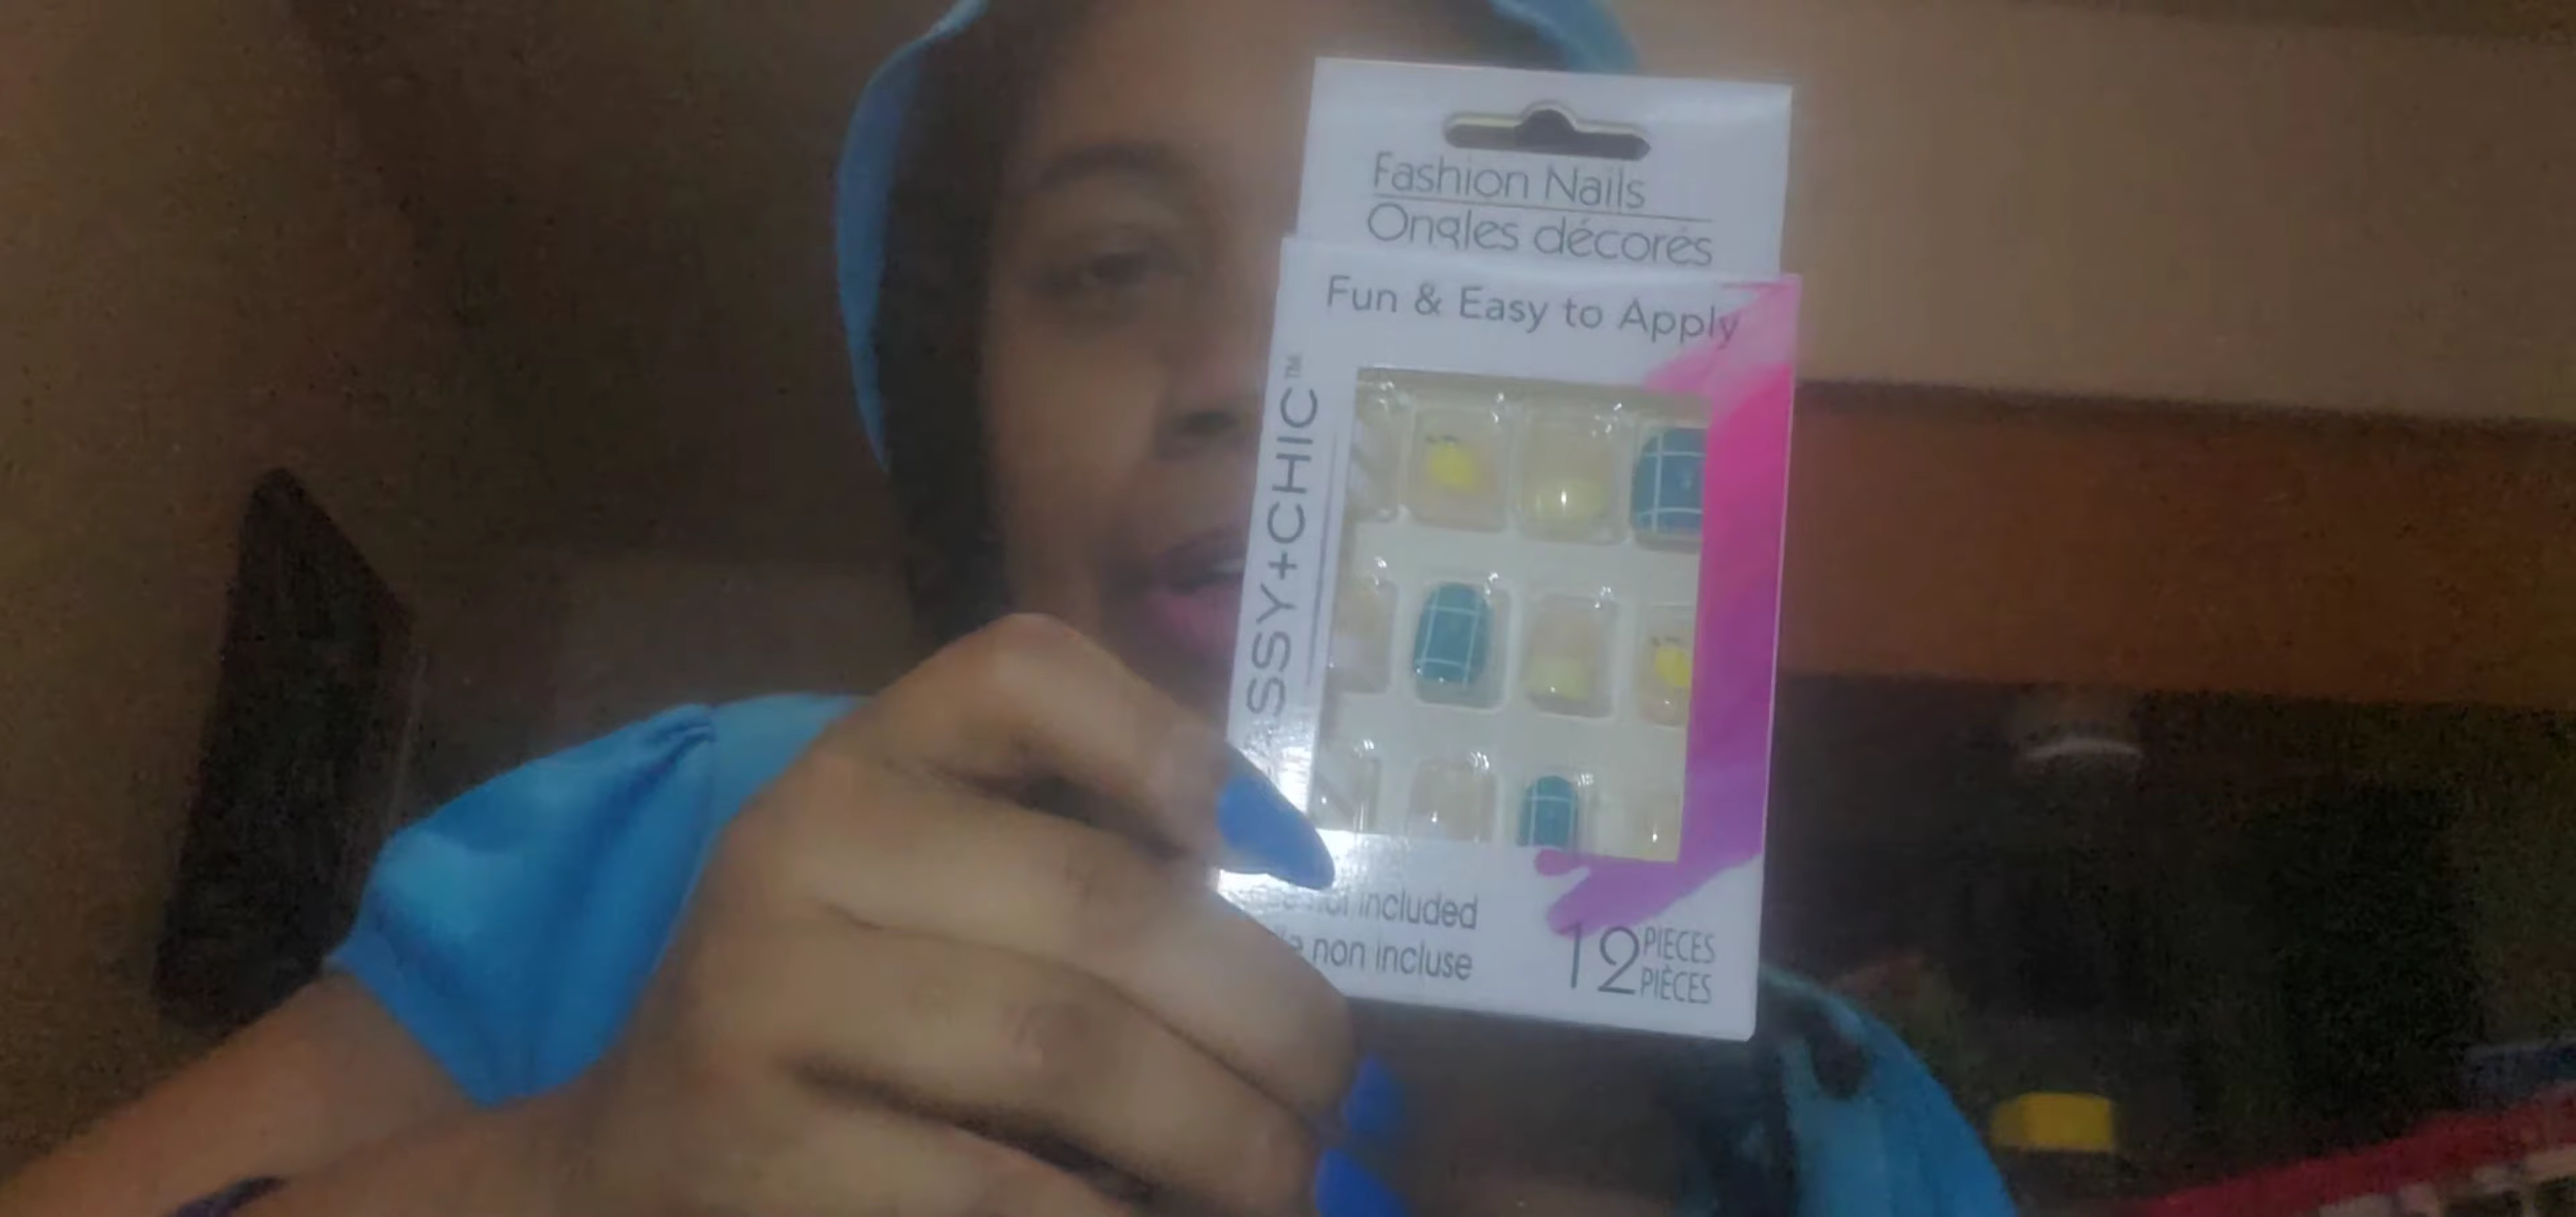 Fashion Nails
Ongles décorés
Fun & Easy to Apply
SSY+CHIC™
included
non incluse
12 PIECES
PIÈCES